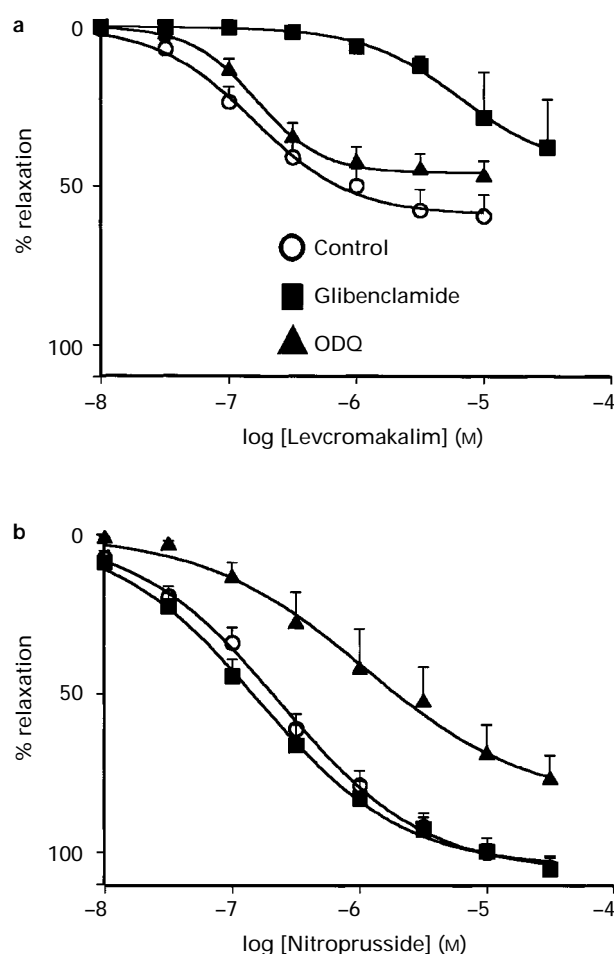 a
0
50
100
% relaxation
Control
Glibenclamide
ODQ
−8 −7 −6 −5 −4
log [Levcromakalim] (M)
b
0
50
100
% relaxation
−8 −7 −6 −5 −4
log [Nitroprusside] (M)